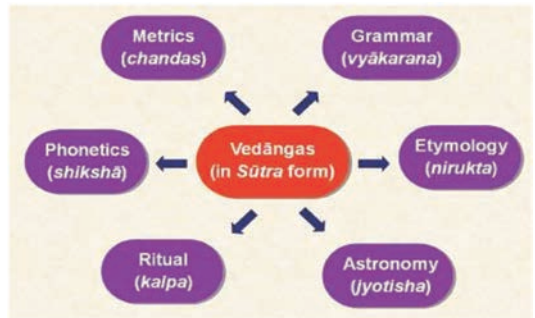 Metrics
(chandas)
Grammar
(vyākarana)
Phonetics
(shikshā)
Vedāngas
(in Sūtra form)
Etymology
(nirukta)
Ritual
(kalpa)
Astronomy
(jyotisha)